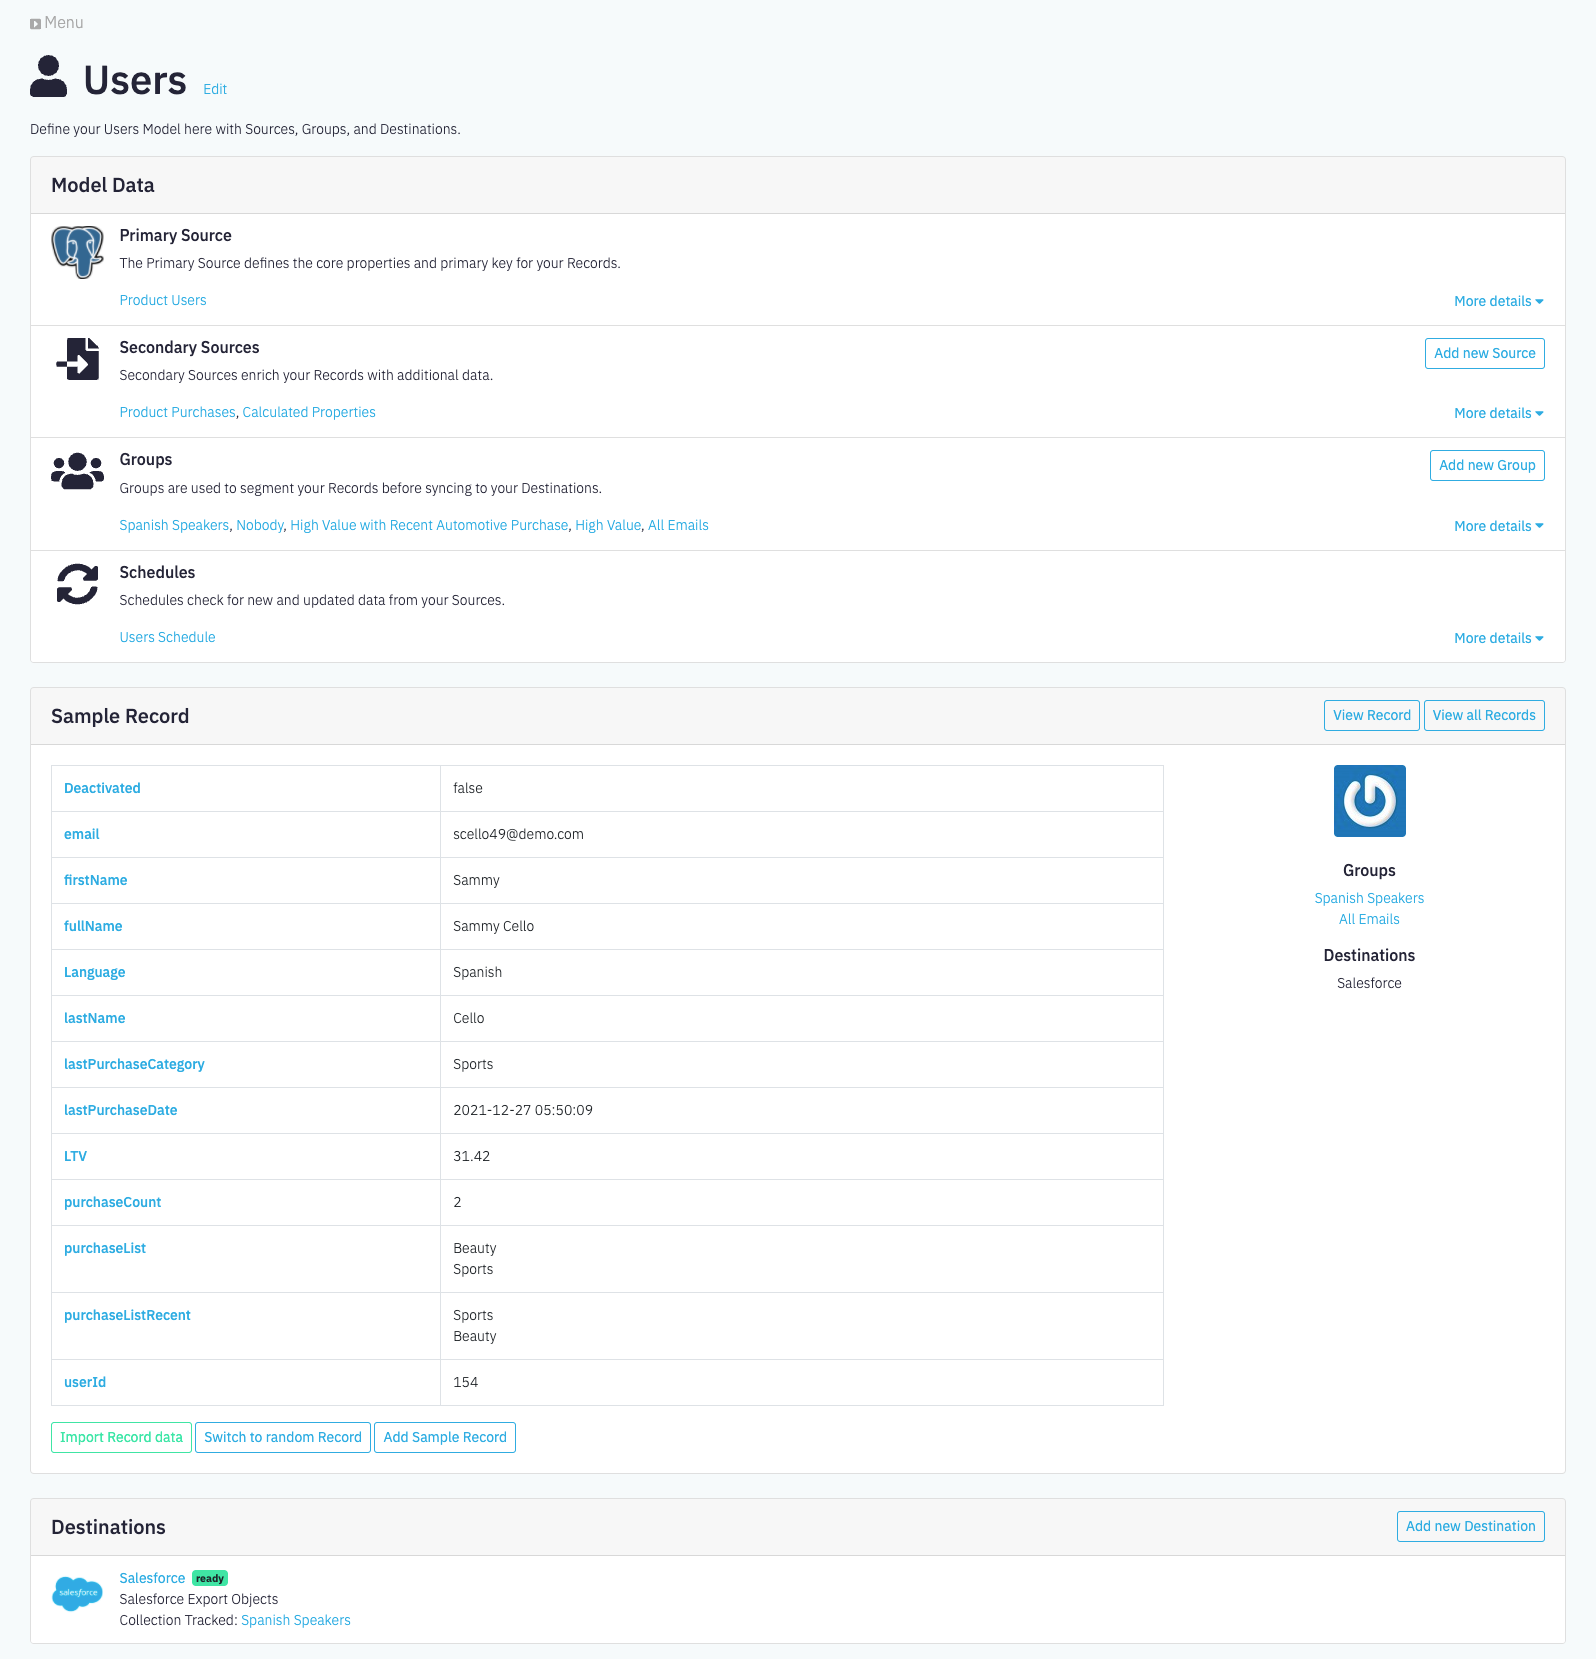 Menu
Users Edit
Define your Users Model here with Sources, Groups, and Destinations.
Model Data
Primary Source
The Primary Source defines the core properties and primary key for your Records.
Product Users
More details
Secondary Sources
Add new Source
Secondary Sources enrich your Records with additional data.
Product Purchases, Calculated Properties
More details
Groups
Add new Group
Groups are used to segment your Records before syncing to your Destinations.
Spanish Speakers, Nobody, High Value with Recent Automotive Purchase, High Value, All Emails
More details
Schedules
Schedules check for new and updated data from your Sources.
Users Schedule
More details
Sample Record
View Record
View all Records
Deactivated false
email scello49@demo.com
firstName Sammy
fullName Sammy Cello
Language Spanish
lastName Cello
lastPurchaseCategory Sports
lastPurchaseDate 2021-12-27 05:50:09
LTV 31.42
purchaseCount 2
purchaseList Beauty
Sports
purchaseListRecent Sports
Beauty
userId 154
Groups
Spanish Speakers
All Emails
Destinations
Salesforce
Import Record data
Switch to random Record
Add Sample Record
Destinations
Add new Destination
salesforce
Salesforce ready
Salesforce Export Objects
Collection Tracked: Spanish Speakers